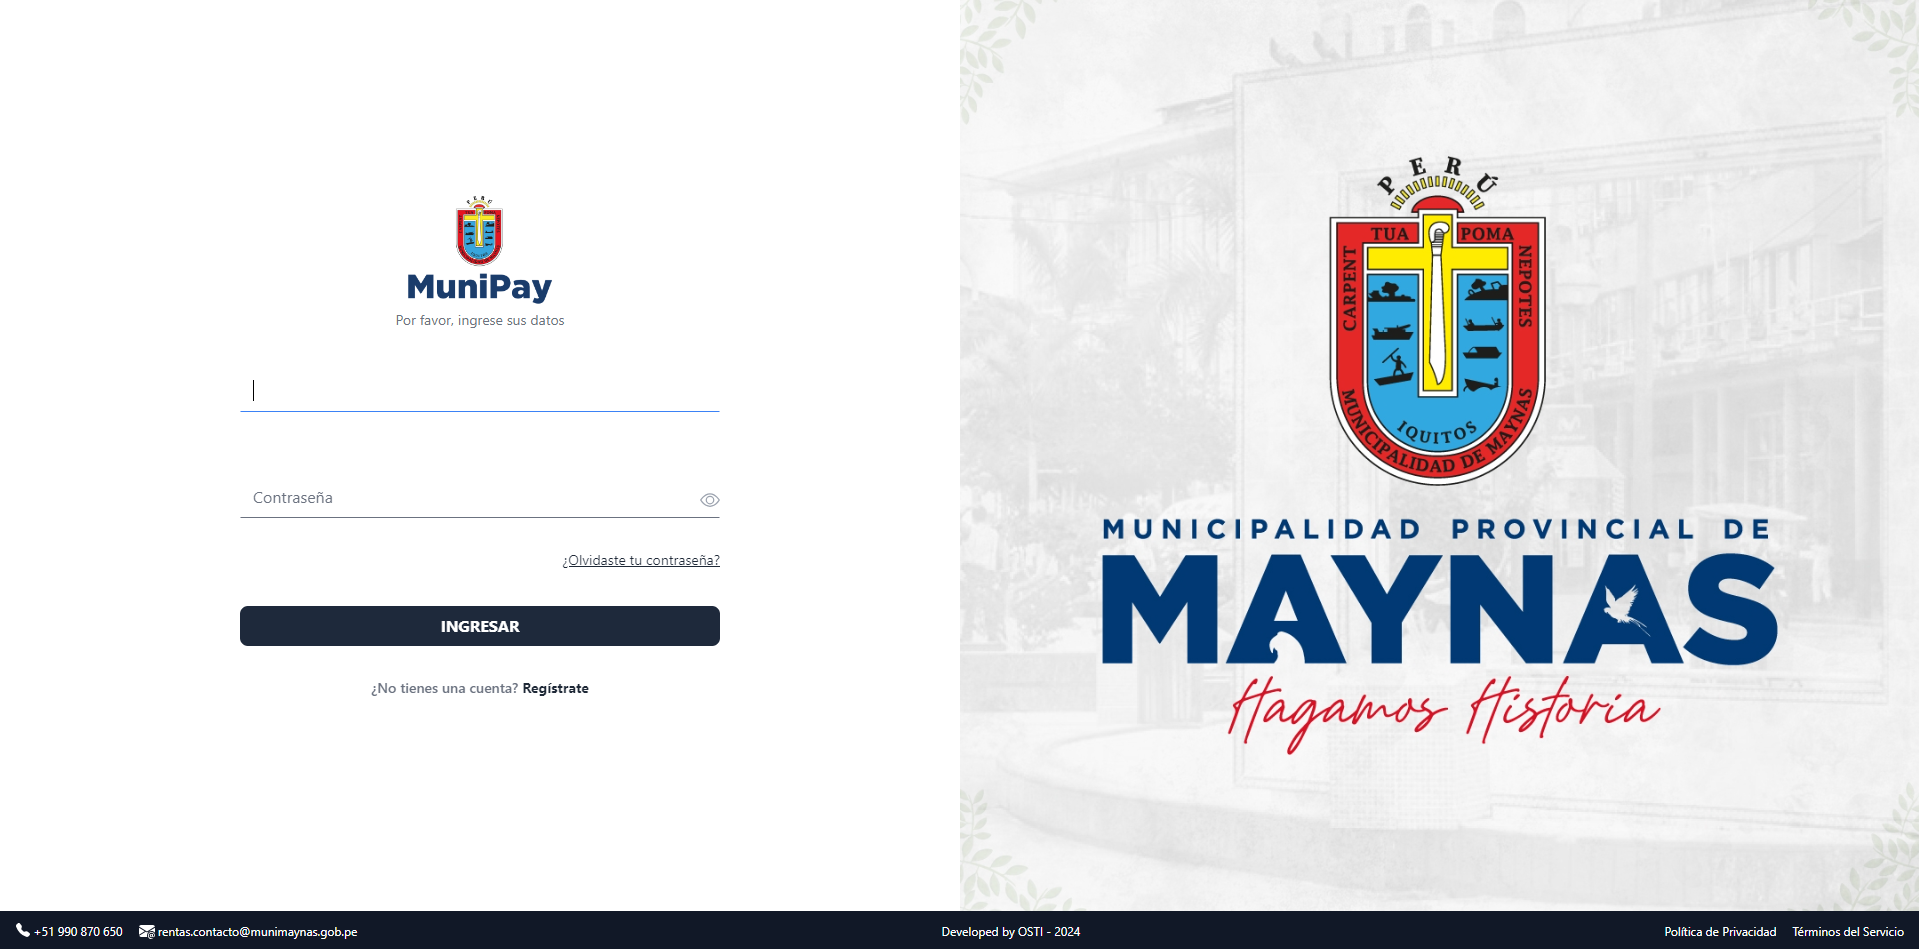 MuniPay
Por favor, ingrese sus datos
Contraseña
¿Olvidaste tu contraseña?
INGRESAR
¿No tienes una cuenta? Regístrate
PERÚ
TUA POMA
CARPENT
NEPOTES
IQUITOS
MUNICIPALIDAD DE MAYNAS
MUNICIPALIDAD PROVINCIAL DE
MAYNAS
Hagamos Historia
+51 990 870 650 rentas.contacto@munimaynas.gob.pe
Developed by OSTI - 2024
Política de Privacidad Términos del Servicio